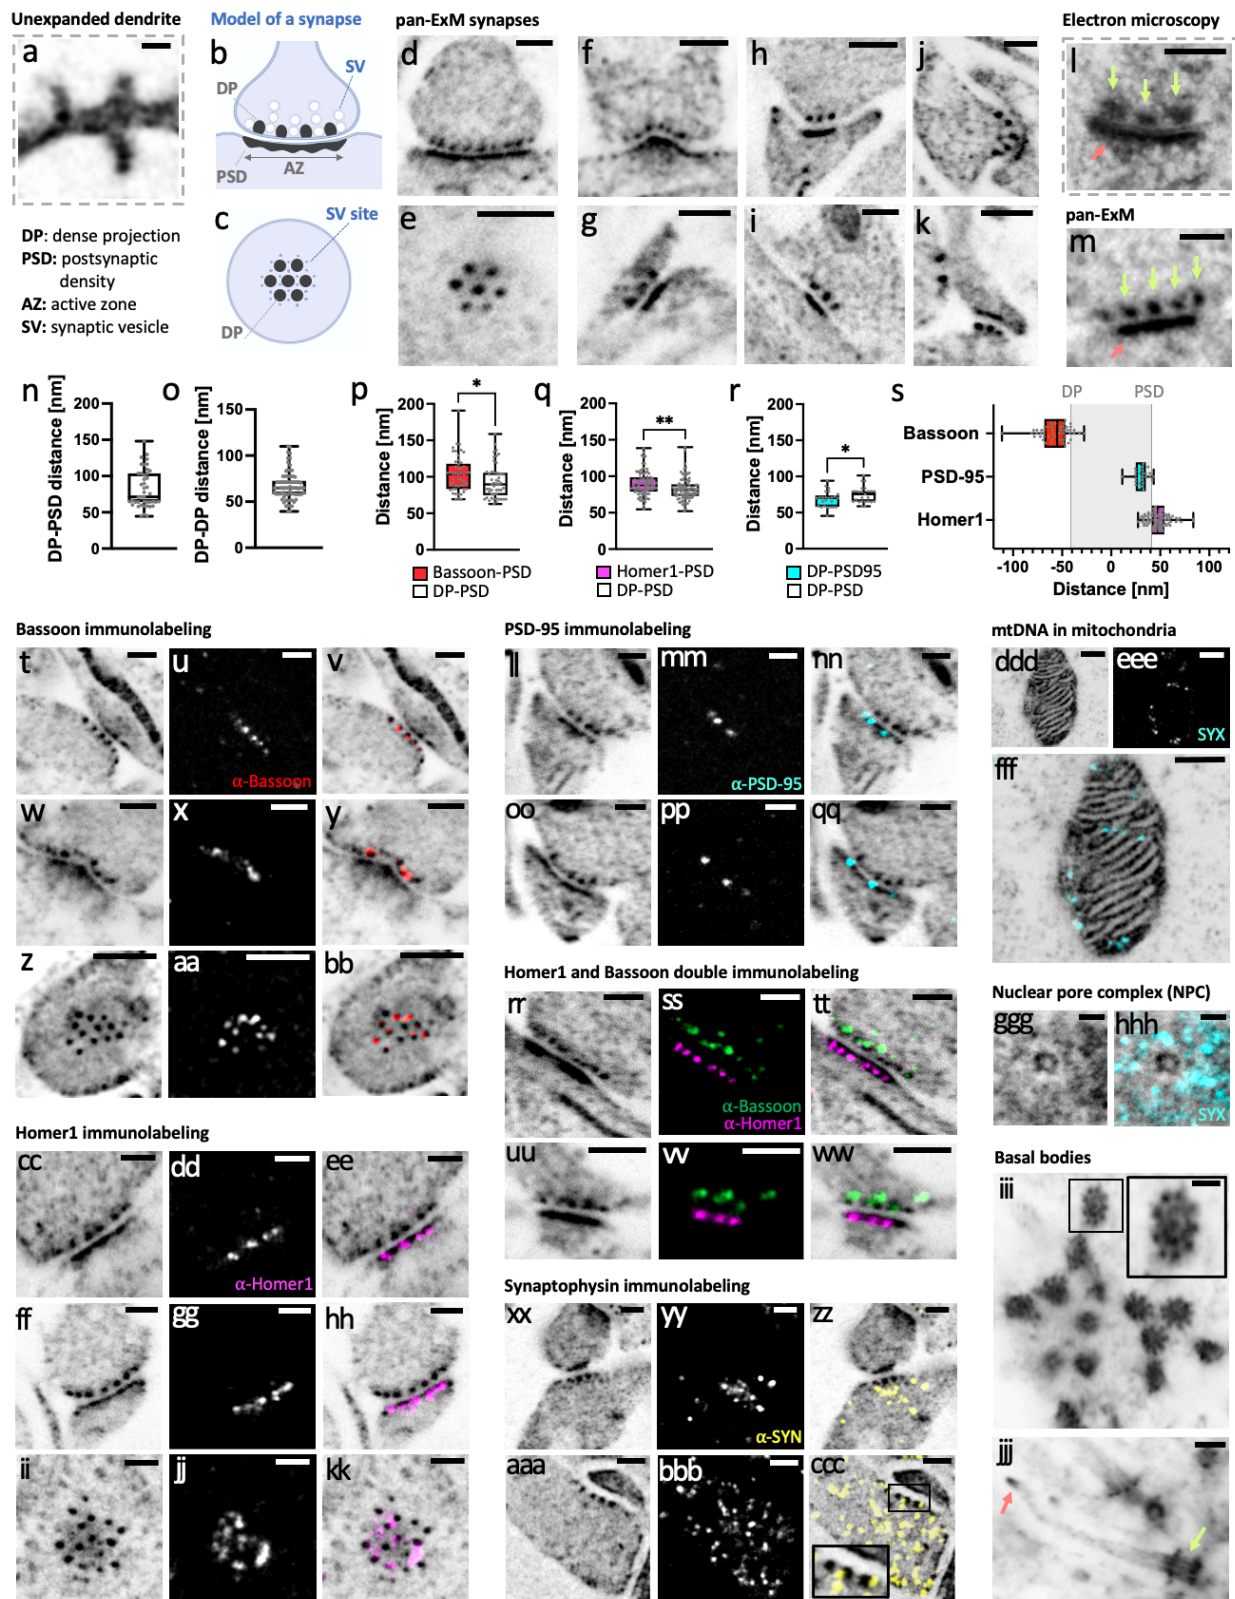 Unexpanded dendrite
Model of a synapse
pan-ExM synapses
Electron microscopy
a
b
SV
DP
PSD
AZ
d
f
h
j
l
c
SV site
DP
e
g
i
k
pan-ExM
m
DP: dense projection
PSD: postsynaptic
density
AZ: active zone
SV: synaptic vesicle
n
DP-PSD distance [nm]
200
150
100
50
0
o
DP-DP distance [nm]
150
100
50
0
p
Distance [nm]
200
150
100
50
0
*
Bassoon-PSD
DP-PSD
q
Distance [nm]
200
150
100
50
0
**
Homer1-PSD
DP-PSD
r
Distance [nm]
200
150
100
50
0
*
DP-PSD95
DP-PSD
s
DP
PSD
Bassoon
PSD-95
Homer1
-100 -50 0 50 100
Distance [nm]
Bassoon immunolabeling
t
u
α-Bassoon
v
w
x
y
z
aa
bb
Homer1 immunolabeling
cc
dd
α-Homer1
ee
ff
gg
hh
ii
jj
kk
PSD-95 immunolabeling
ll
mm
α-PSD-95
nn
oo
pp
qq
Homer1 and Bassoon double immunolabeling
rr
ss
α-Bassoon
α-Homer1
tt
uu
vv
ww
Synaptophysin immunolabeling
xx
yy
α-SYN
zz
aaa
bbb
ccc
mtDNA in mitochondria
ddd
eee
SYX
fff
Nuclear pore complex (NPC)
ggg
hhh
SYX
Basal bodies
iii
jjj